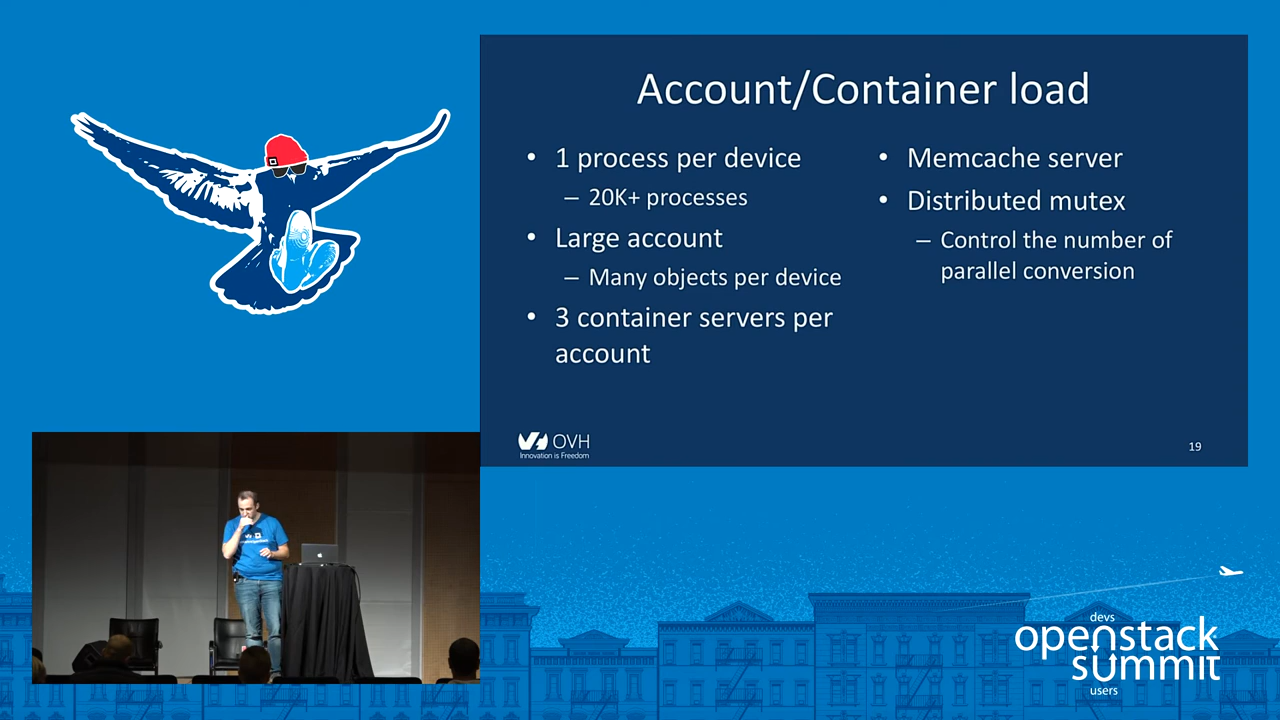 Account/Container load
• 1 process per device
– 20K+ processes
• Large account
– Many objects per device
• 3 container servers per
account
• Memcache server
• Distributed mutex
– Control the number of
parallel conversion
OVH
Innovation is Freedom
19
devs
openstack
summit
users